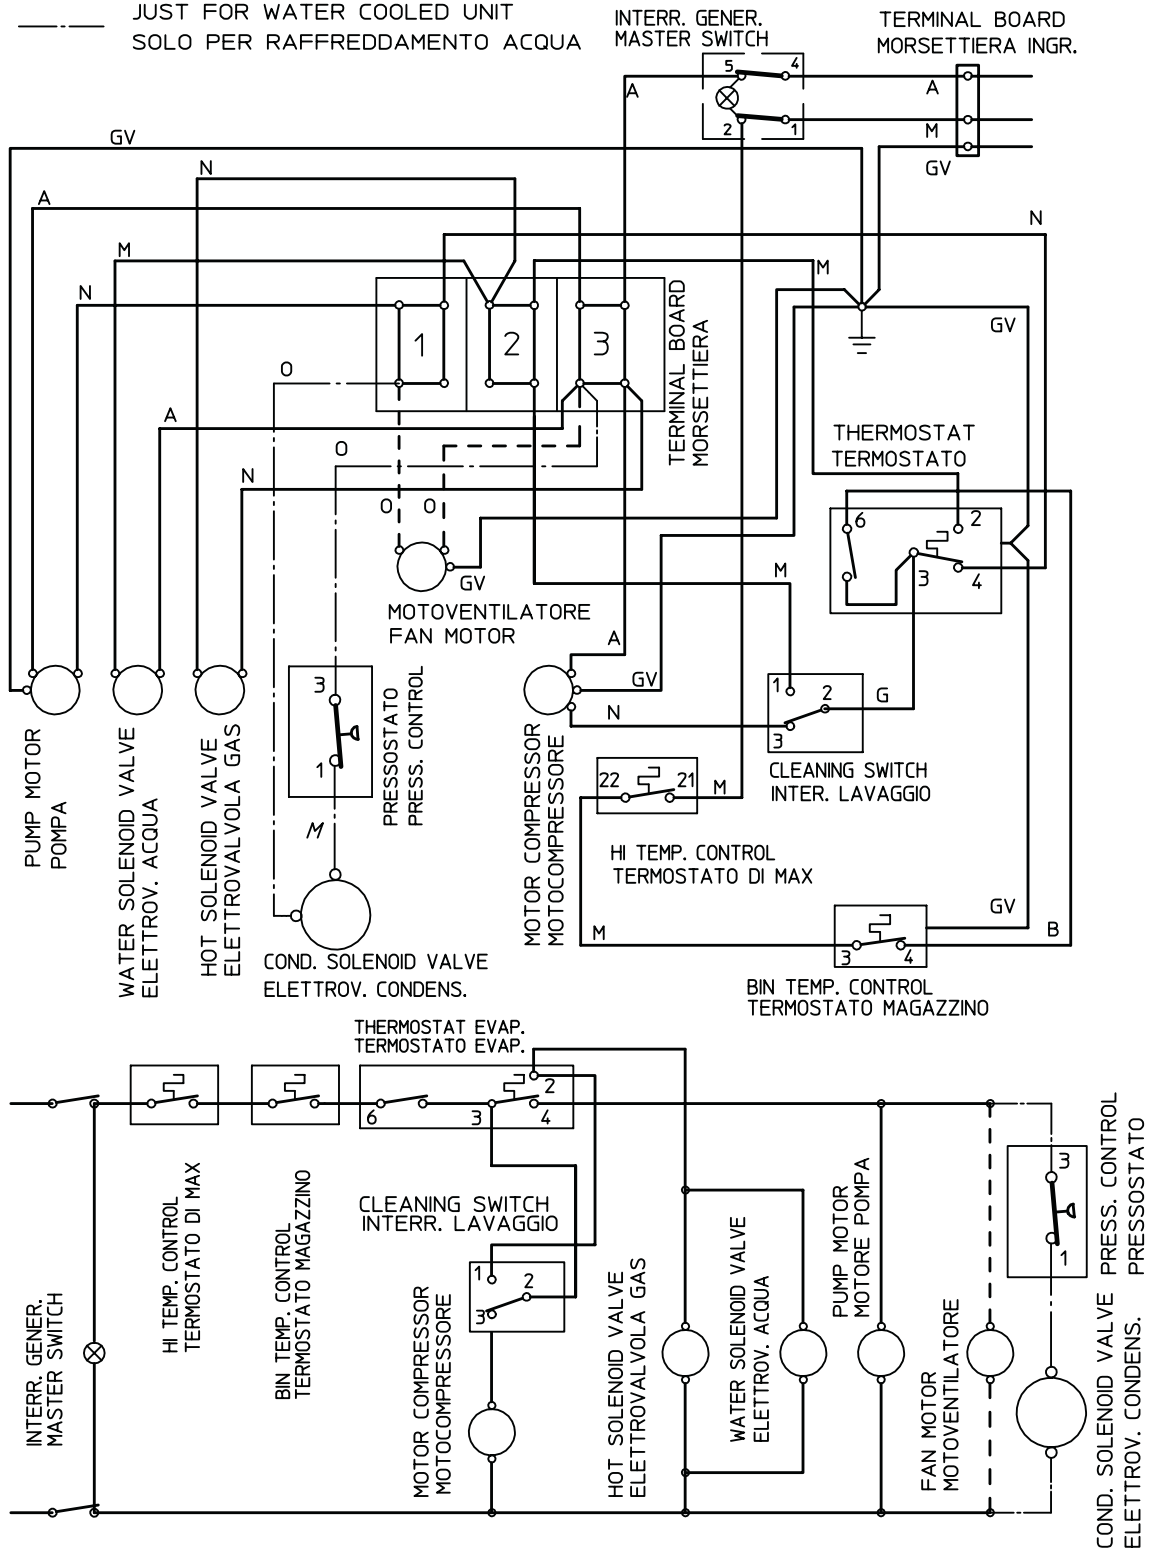 JUST FOR WATER COOLED UNIT
SOLO PER RAFFREDDAMENTO ACQUA
INTERR. GENER.
MASTER SWITCH
TERMINAL BOARD
MORSETTIERA INGR.
5
4
2
1
A
A
M
GV
GV
N
A
M
N
N
M
GV
1
2
3
TERMINAL BOARD
MORSETTIERA
O
A
O
N
O
O
THERMOSTAT
TERMOSTATO
6
2
3
4
GV
MOTOVENTILATORE
FAN MOTOR
M
A
GV
N
G
1
2
3
CLEANING SWITCH
INTER. LAVAGGIO
3
1
PRESSOSTATO
PRESS. CONTROL
M
PUMP MOTOR
POMPA
WATER SOLENOID VALVE
ELETTROV. ACQUA
HOT SOLENOID VALVE
ELETTROVALVOLA GAS
MOTOR COMPRESSOR
MOTOCOMPRESSORE
22
21
M
HI TEMP. CONTROL
TERMOSTATO DI MAX
M
GV
B
3
4
BIN TEMP. CONTROL
TERMOSTATO MAGAZZINO
COND. SOLENOID VALVE
ELETTROV. CONDENS.
THERMOSTAT EVAP.
TERMOSTATO EVAP.
6
3
2
4
HI TEMP. CONTROL
TERMOSTATO DI MAX
BIN TEMP. CONTROL
TERMOSTATO MAGAZZINO
CLEANING SWITCH
INTERR. LAVAGGIO
1
2
3
INTERR. GENER.
MASTER SWITCH
MOTOR COMPRESSOR
MOTOCOMPRESSORE
HOT SOLENOID VALVE
ELETTROVALVOLA GAS
WATER SOLENOID VALVE
ELETTROV. ACQUA
PUMP MOTOR
MOTORE POMPA
FAN MOTOR
MOTOVENTILATORE
3
1
COND. SOLENOID VALVE PRESS. CONTROL
ELETTROV. CONDENS. PRESSOSTATO